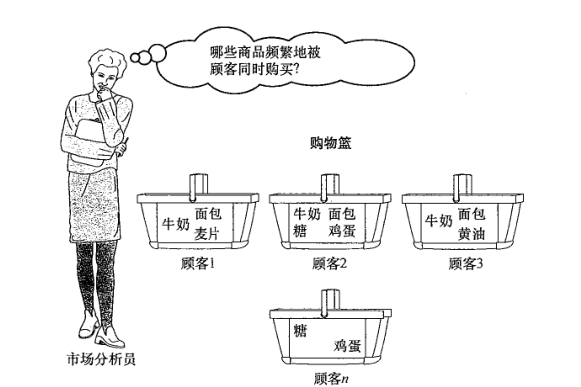 哪些商品频繁地被
顾客同时购买?
购物篮
牛奶 面包
麦片
牛奶 面包
糖 鸡蛋
牛奶 面包
黄油
顾客1
顾客2
顾客3
糖
鸡蛋
市场分析员
顾客n